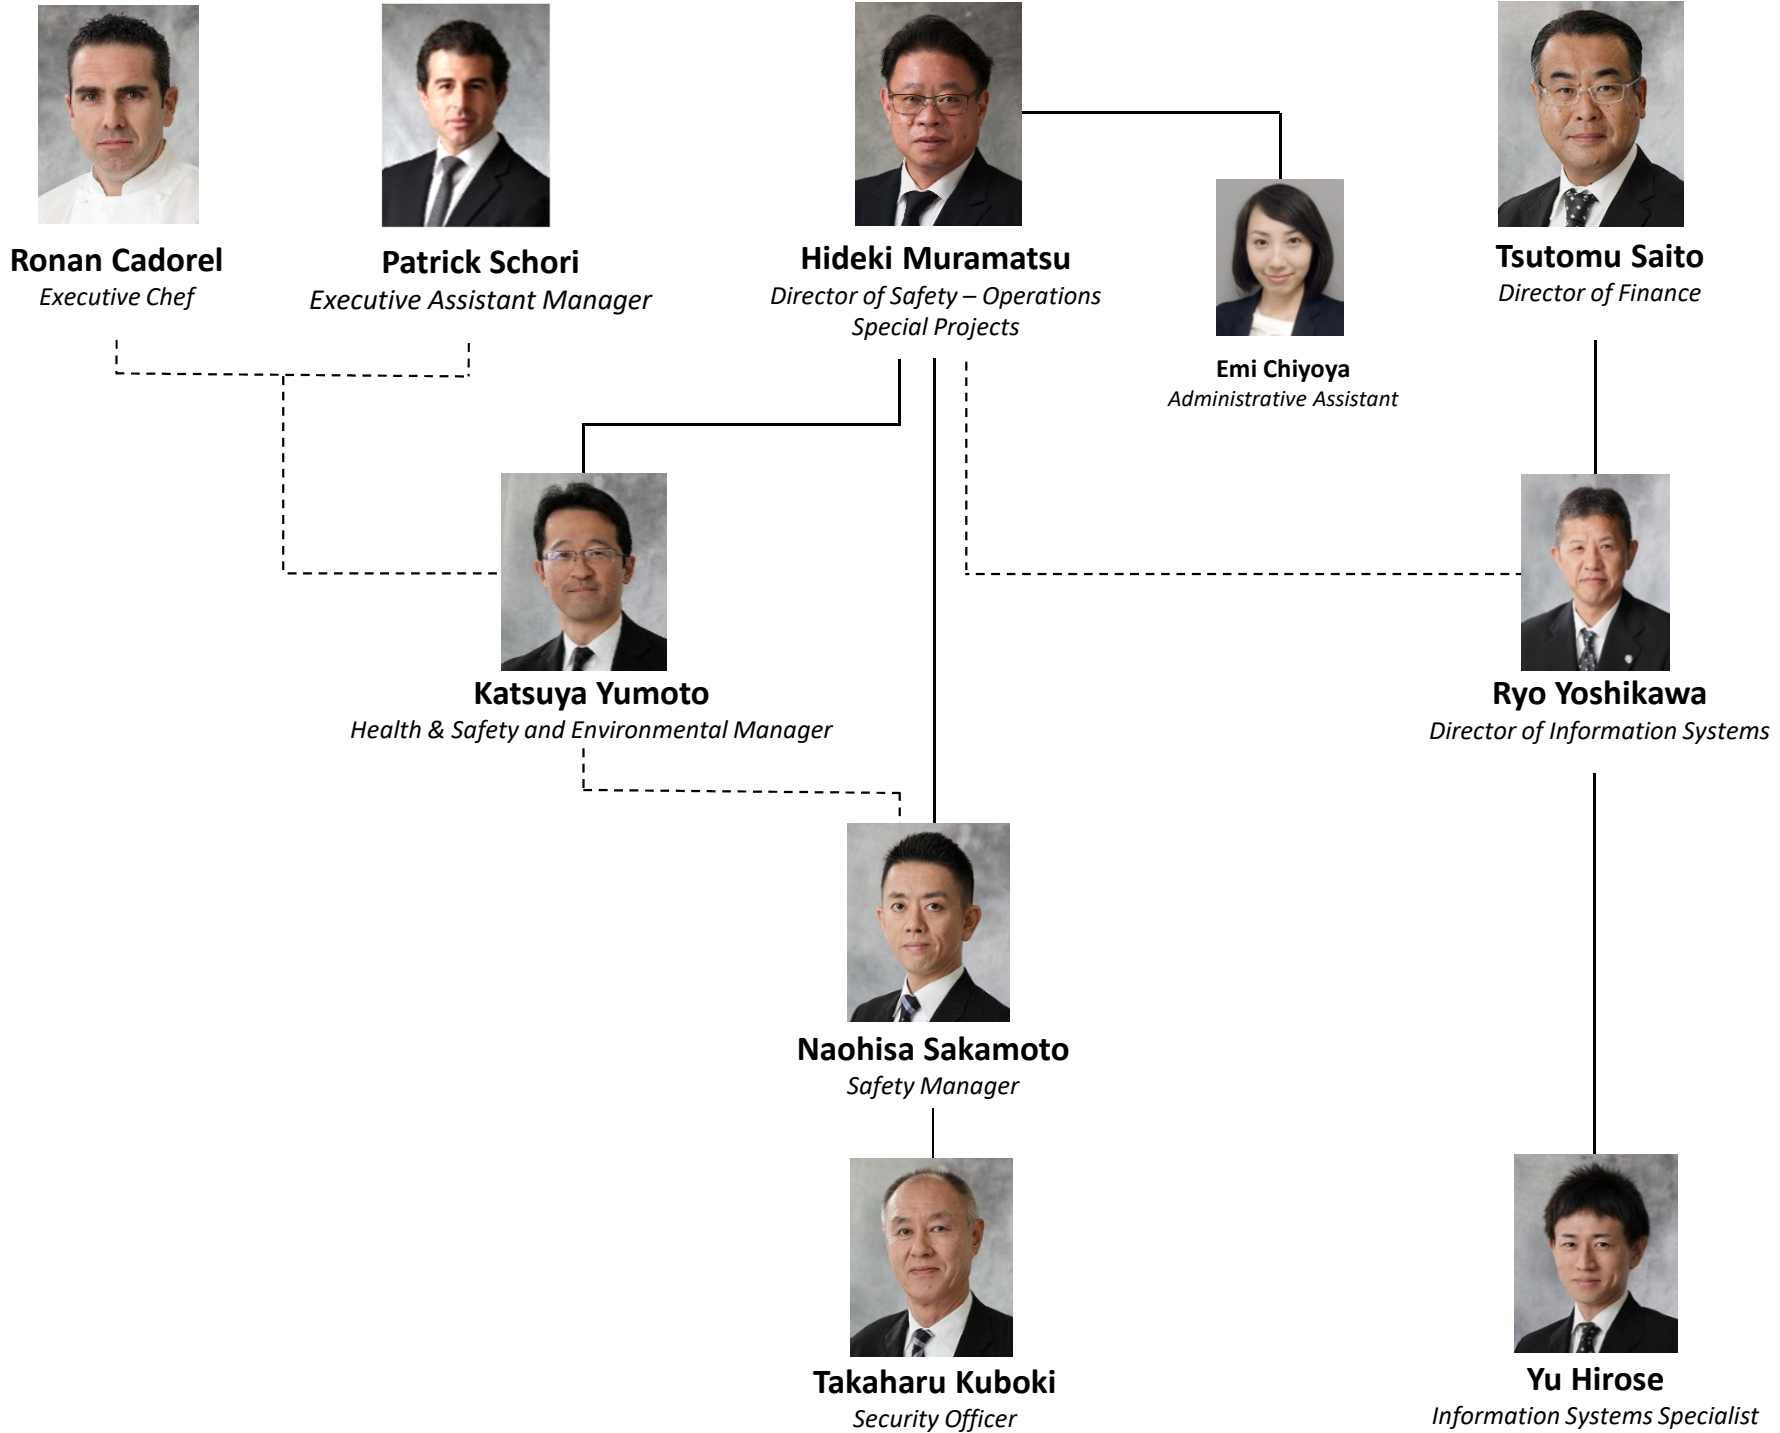 Ronan Cadorel
Executive Chef
Patrick Schori
Executive Assistant Manager
Hideki Muramatsu
Director of Safety – Operations
Special Projects
Emi Chiyoya
Administrative Assistant
Tsutomu Saito
Director of Finance
Katsuya Yumoto
Health & Safety and Environmental Manager
Ryo Yoshikawa
Director of Information Systems
Naohisa Sakamoto
Safety Manager
Takaharu Kuboki
Security Officer
Yu Hirose
Information Systems Specialist